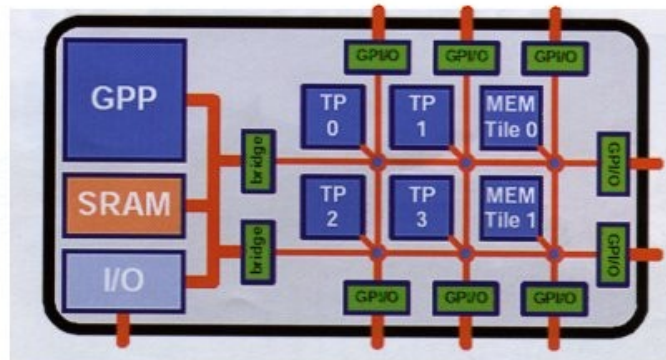 GPI/O
GPI/O
GPI/O
GPP
TP
0
TP
1
MEM
Tile 0
bridge
GPI/O
SRAM
TP
2
TP
3
MEM
Tile 1
bridge
GPI/O
I/O
GPI/O
GPI/O
GPI/O